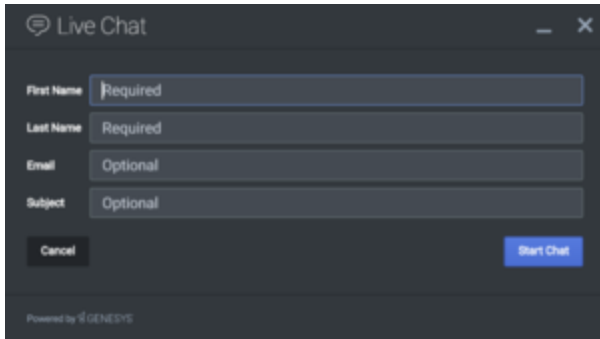 Live Chat
First Name Required
Last Name Required
Email Optional
Subject Optional
Cancel Start Chat
Powered by GENESYS